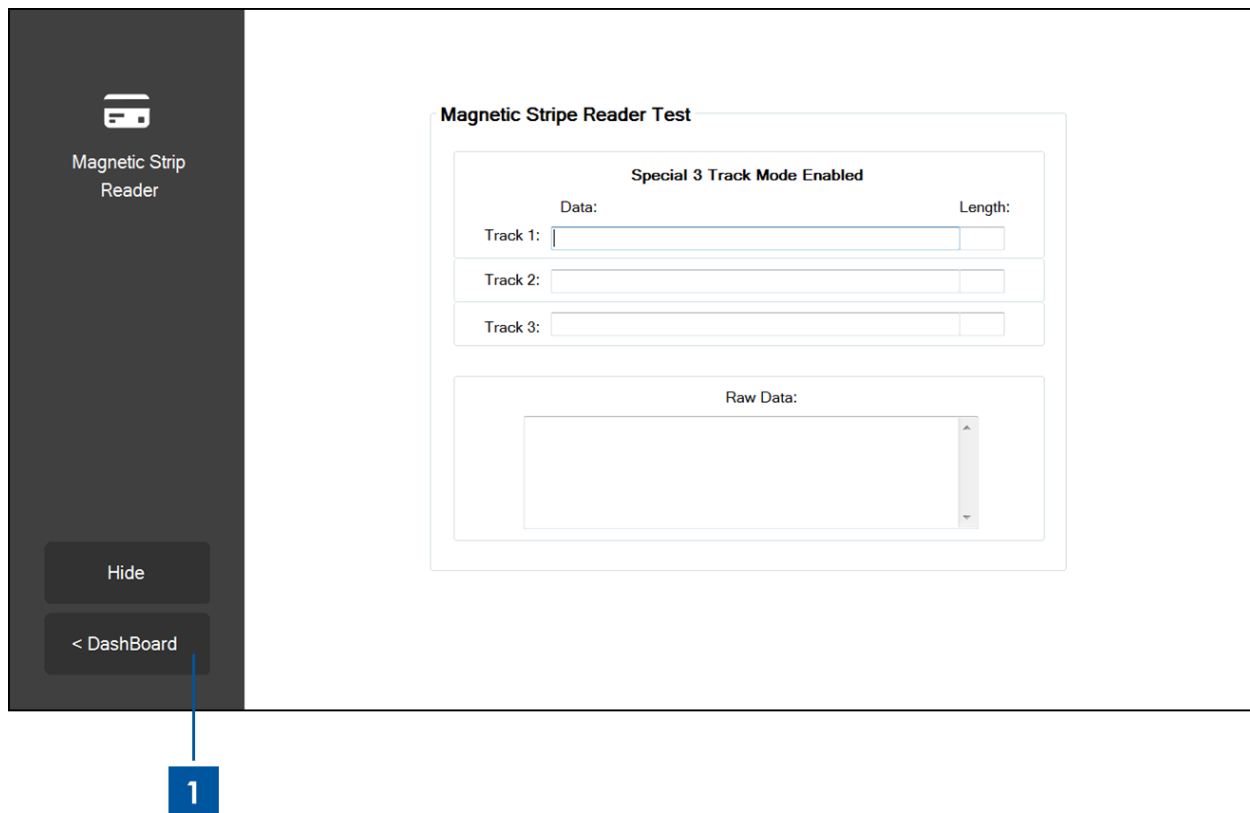 Magnetic Strip
Reader
Hide
< DashBoard
Magnetic Stripe Reader Test
Special 3 Track Mode Enabled
Data: Length:
Track 1:
Track 2:
Track 3:
Raw Data:
1